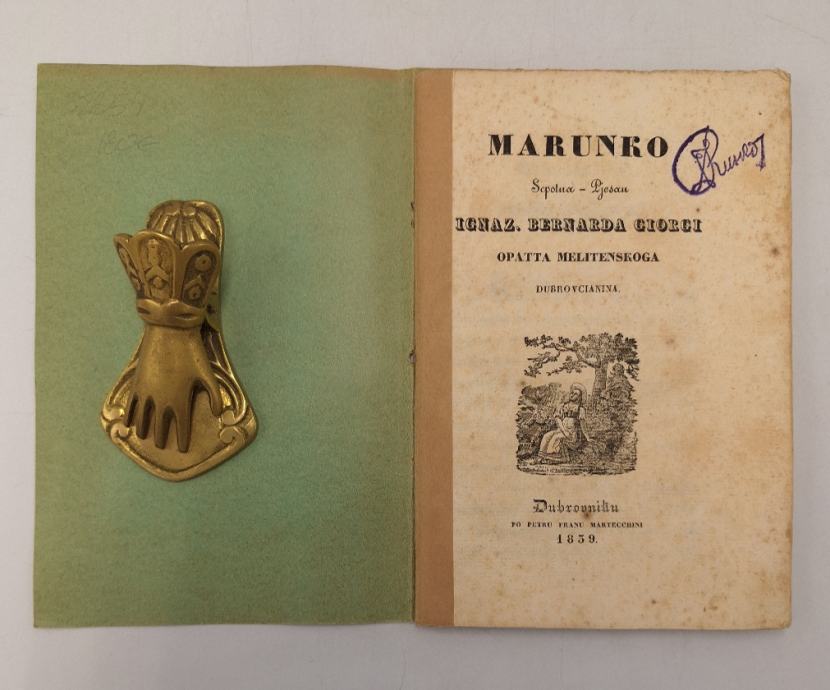 MARUNKO
Scpotna - Pjesan
IGNAZ. BERNARDA GIORGI
OPATTA MELITENSKOGA
DUBROVCIANINA.
Dubrovniku
PO PETRU FRANU MARTECCHINI
1839.